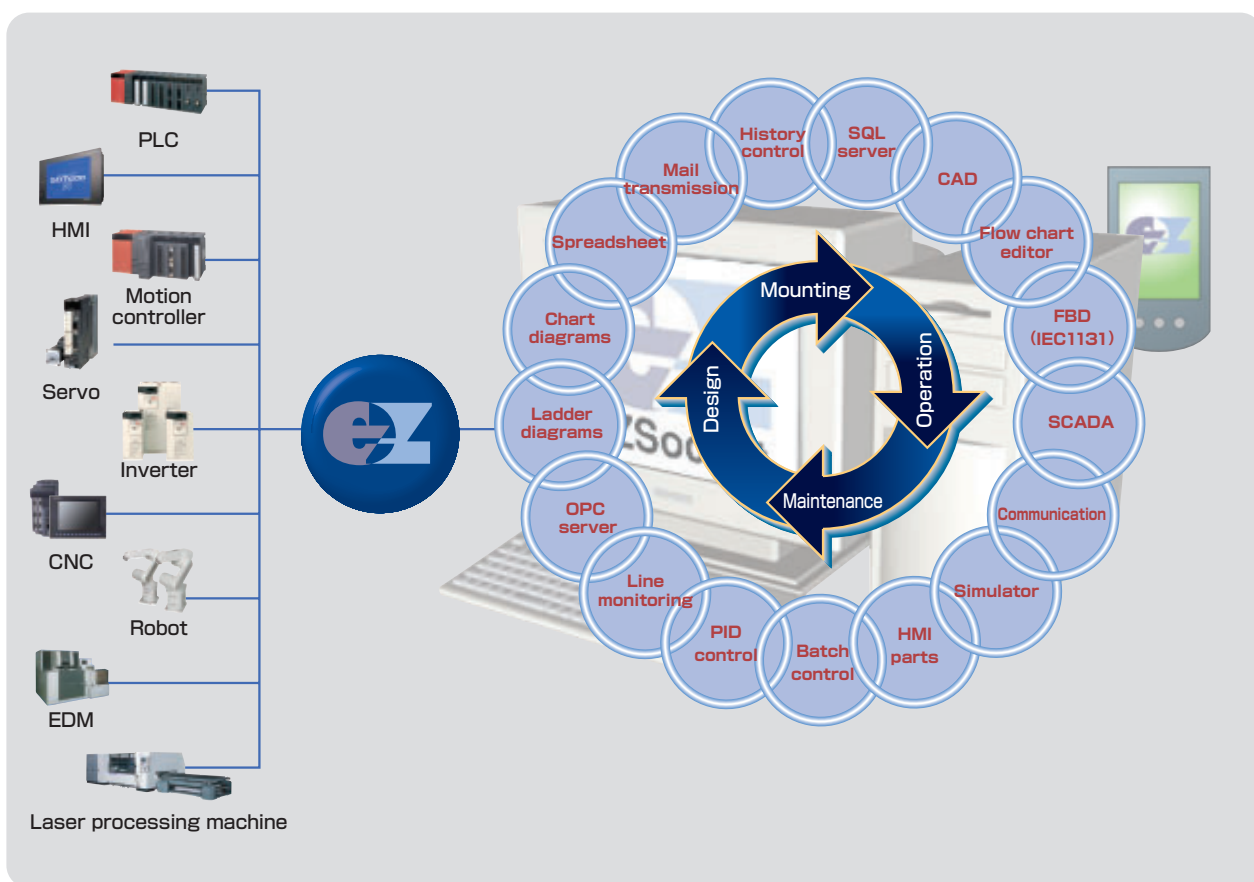 PLC
HMI
Motion
controller
Servo
Inverter
CNC
Robot
EDM
Laser processing machine
eZ
History
control
SQL
server
CAD
Flow chart
editor
FBD
(IEC1131)
SCADA
Communication
Simulator
HMI
parts
Batch
control
PID
control
Line
monitoring
OPC
server
Ladder
diagrams
Chart
diagrams
Spreadsheet
Mail
transmission
Mounting
Operation
Maintenance
Design
eZ